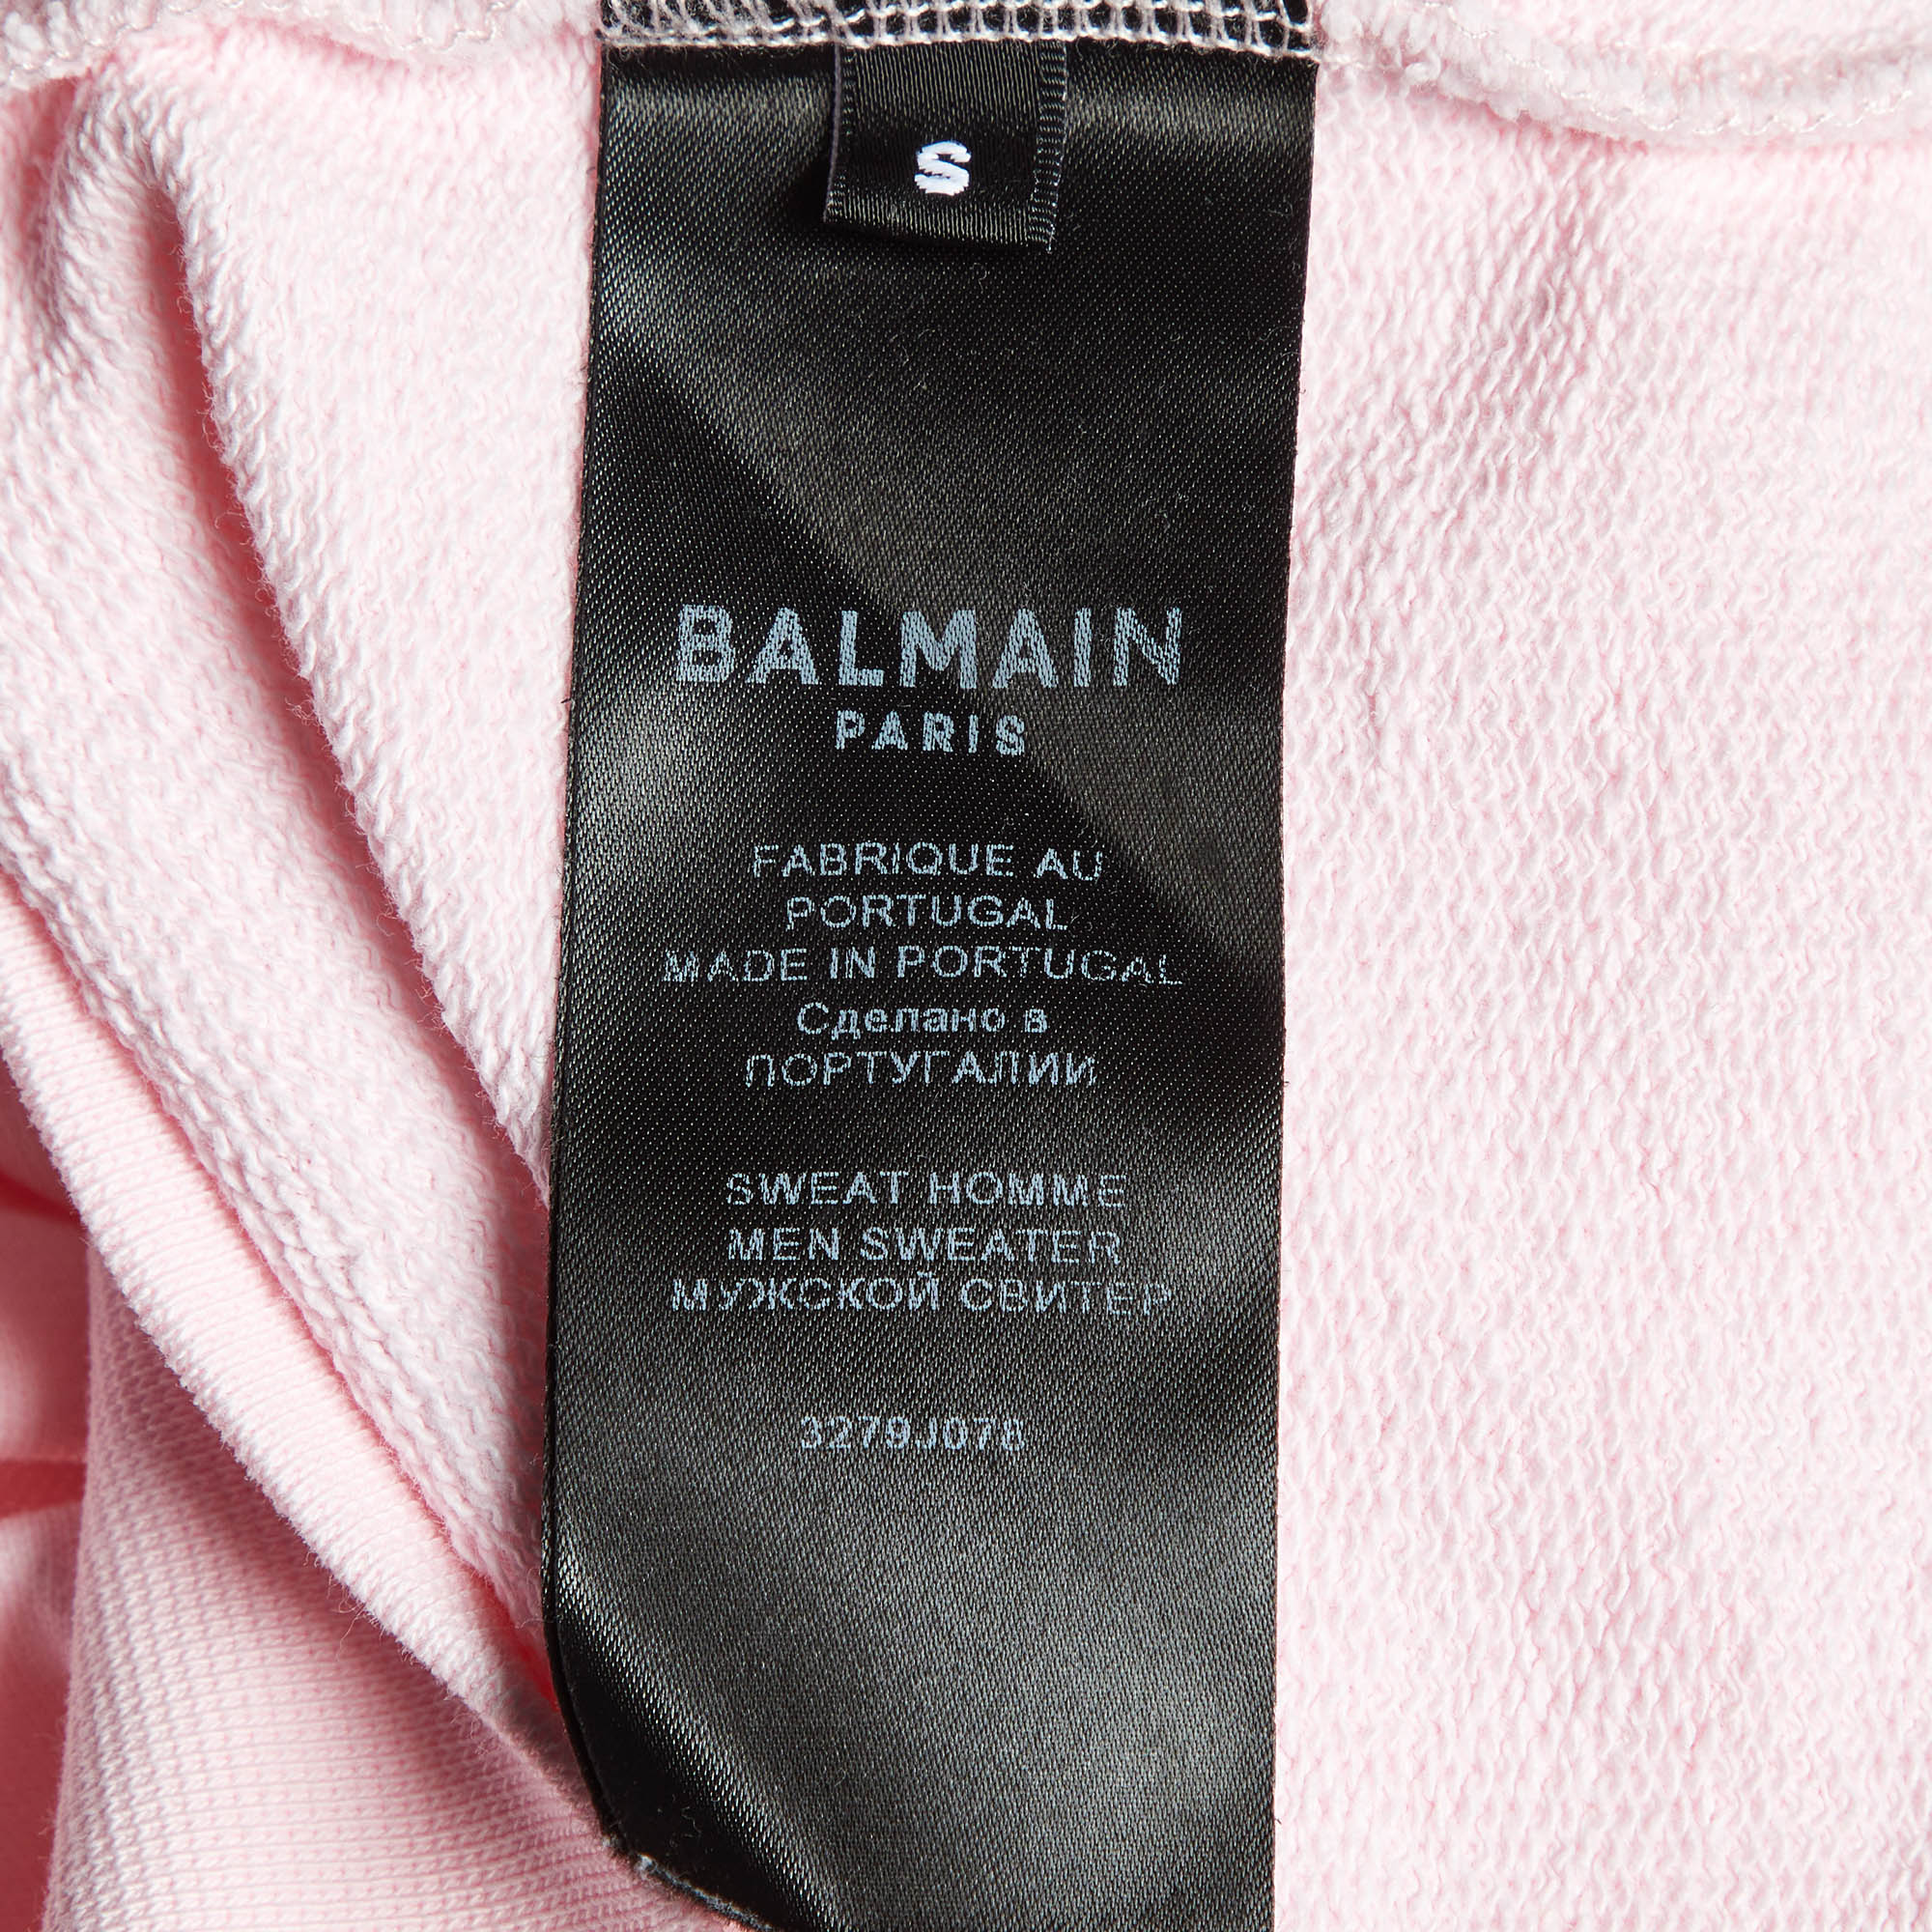 S
BALMAIN
PARIS
FABRIQUE AU
PORTUGAL
MADE IN PORTUGAL
Сделано в
ПОРТУГАЛИИ
SWEAT HOMME
MEN SWEATER
МУЖСКОЙ СВИТЕР
3279J078